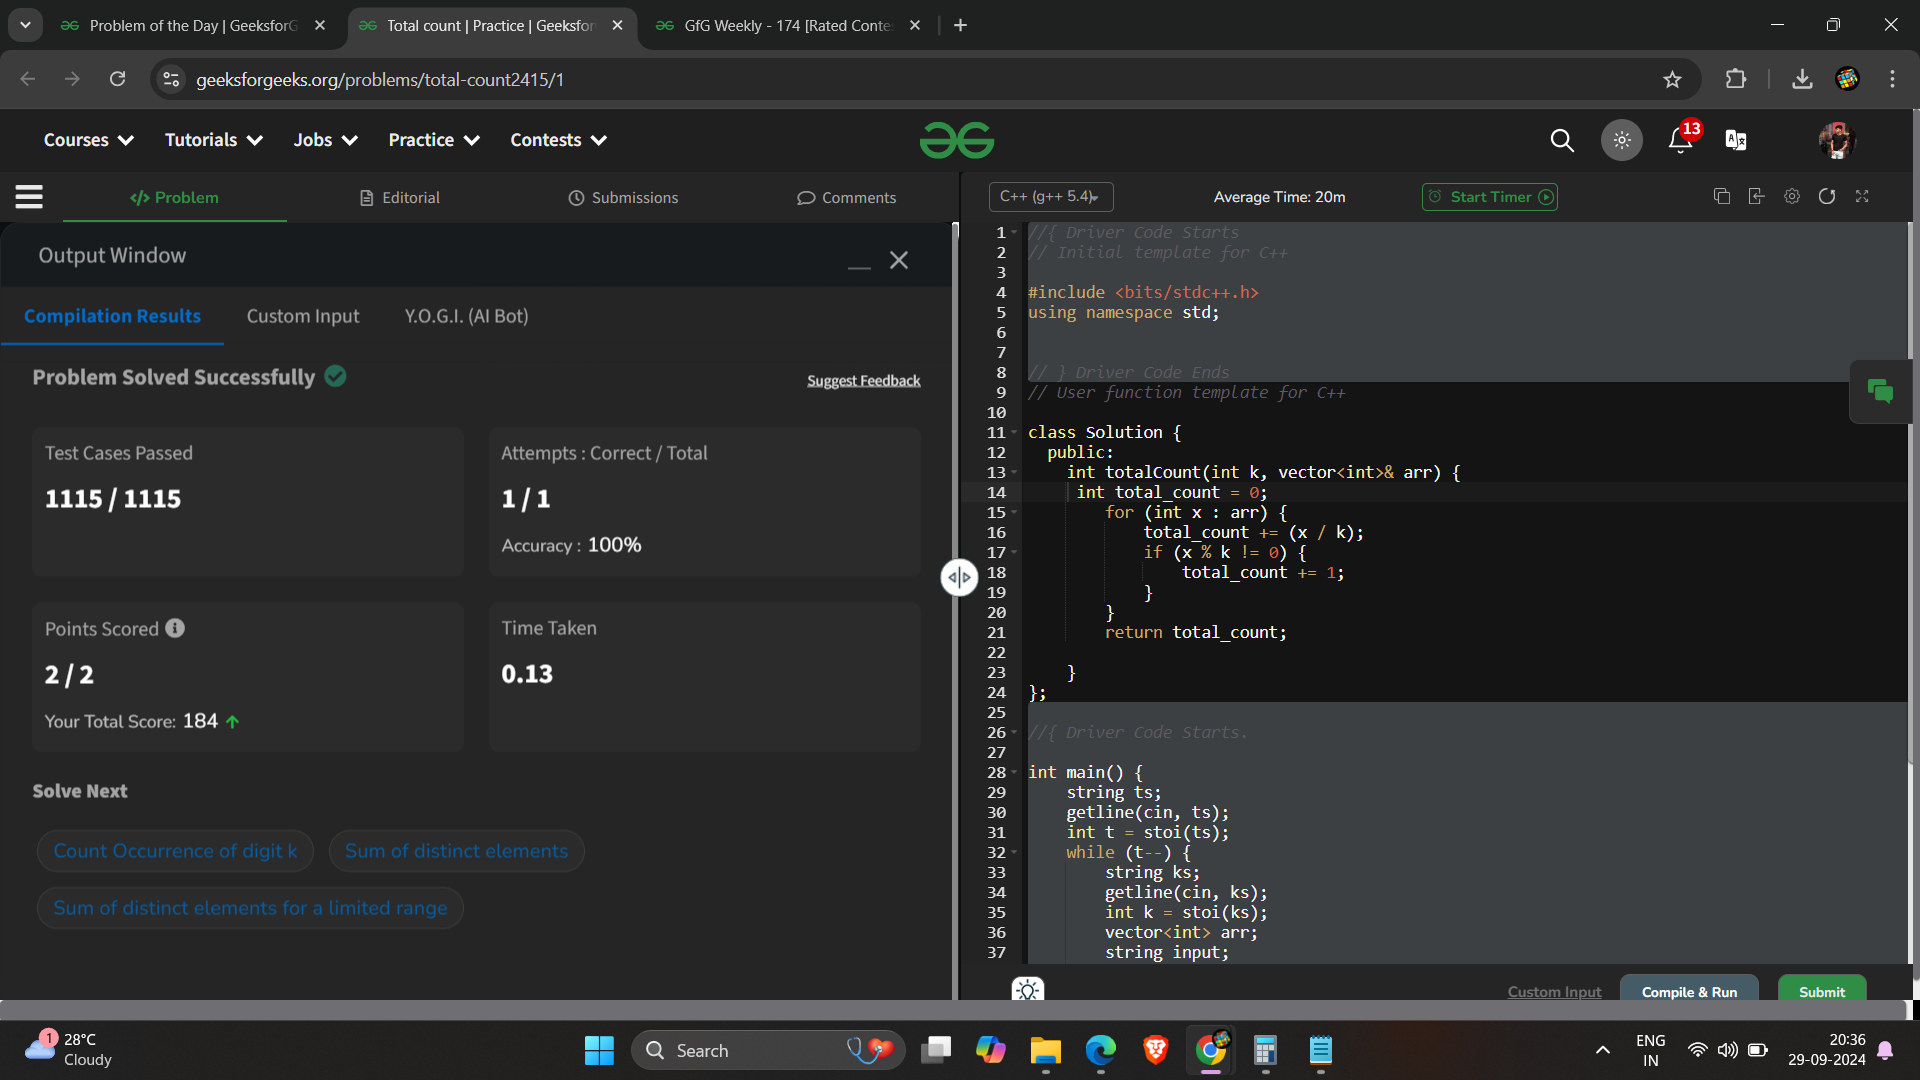 Problem of the Day | GeeksforG
Total count | Practice | Geeksfor
GfG Weekly - 174 [Rated Conte
geeksforgeeks.org/problems/total-count2415/1
Courses
Tutorials
Jobs
Practice
Contests
13
</> Problem
Editorial
Submissions
Comments
C++ (g++ 5.4)
Average Time: 20m
Start Timer
Output Window
Compilation Results
Custom Input
Y.O.G.I. (AI Bot)
Problem Solved Successfully
Suggest Feedback
Test Cases Passed
1115 / 1115
Attempts : Correct / Total
1 / 1
Accuracy : 100%
Points Scored
2 / 2
Your Total Score: 184
Time Taken
0.13
Solve Next
Count Occurrence of digit k
Sum of distinct elements
Sum of distinct elements for a limited range
1 //{ Driver Code Starts
2 // Initial template for C++
3
4 #include <bits/stdc++.h>
5 using namespace std;
6
7
8 // } Driver Code Ends
9 // User function template for C++
10
11 class Solution {
12 public:
13 int totalCount(int k, vector<int>& arr) {
14 int total_count = 0;
15 for (int x : arr) {
16 total_count += (x / k);
17 if (x % k != 0) {
18 total_count += 1;
19 }
20 }
21 return total_count;
22
23 }
24 };
25
26 //{ Driver Code Starts.
27
28 int main() {
29 string ts;
30 getline(cin, ts);
31 int t = stoi(ts);
32 while (t--) {
33 string ks;
34 getline(cin, ks);
35 int k = stoi(ks);
36 vector<int> arr;
37 string input;
Custom Input
Compile & Run
Submit
1
28°C
Cloudy
Search
ENG
IN
20:36
29-09-2024